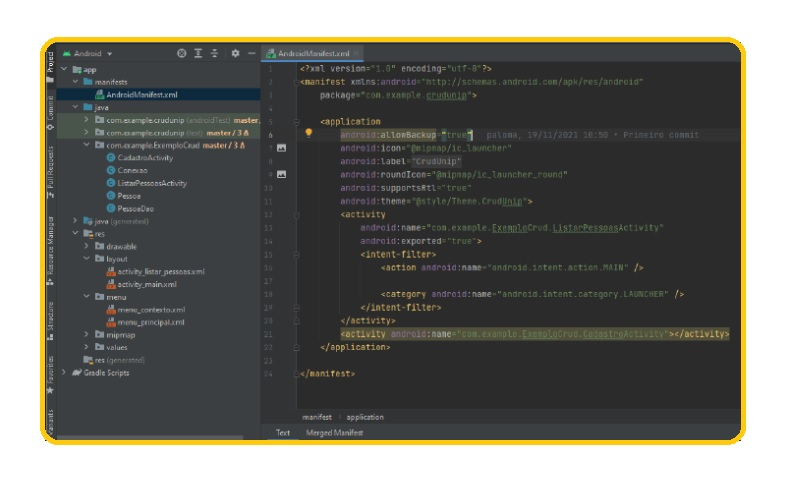 Android
AndroidManifest.xml
app
manifests
AndroidManifest.xml
java
com.example.crudunip (androidTest) master,
com.example.crudunip (test) master / 3 Δ
com.example.ExemploCrud master / 3 Δ
CadastroActivity
Conexao
ListarPessoasActivity
Pessoa
PessoaDao
java (generated)
res
drawable
layout
activity_listar_pessoas.xml
activity_main.xml
menu
menu_contexto.xml
menu_principal.xml
mipmap
values
res (generated)
Gradle Scripts
Project
Commit
Pull Requests
Resource Manager
Structure
Favorites
1 <?xml version="1.0" encoding="utf-8"?>
2 <manifest xmlns:android="http://schemas.android.com/apk/res/android"
3 package="com.example.crudunip">
4
5 <application
6 android:allowBackup="true" paloma, 19/11/2021 10:50 • Primeiro commit
7 android:icon="@mipmap/ic_launcher"
8 android:label="CrudUnip"
9 android:roundIcon="@mipmap/ic_launcher_round"
10 android:supportsRtl="true"
11 android:theme="@style/Theme.CrudUnip">
12 <activity
13 android:name="com.example.ExemploCrud.ListarPessoasActivity"
14 android:exported="true">
15 <intent-filter>
16 <action android:name="android.intent.action.MAIN" />
17
18 <category android:name="android.intent.category.LAUNCHER" />
19 </intent-filter>
20 </activity>
21 <activity android:name="com.example.ExemploCrud.CadastroActivity"></activity>
22 </application>
23
24 </manifest>
manifest application
Text Merged Manifest